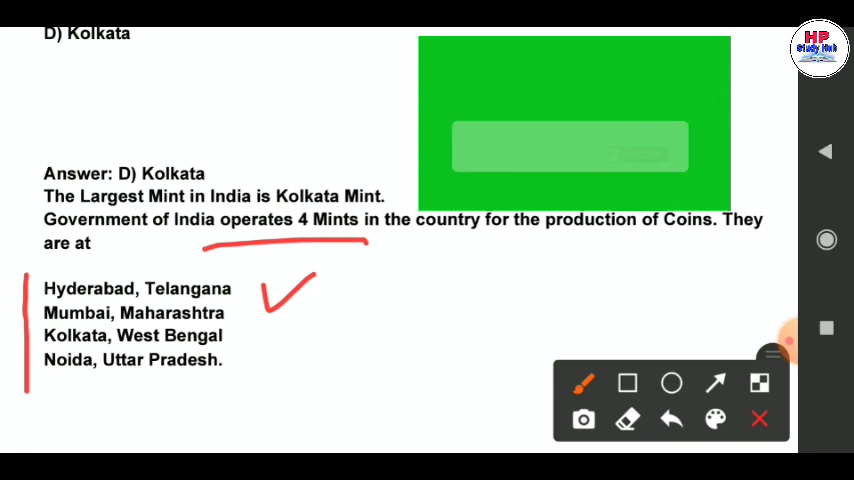 D) Kolkata
HP
Study Hub
Answer: D) Kolkata
The Largest Mint in India is Kolkata Mint.
Government of India operates 4 Mints in the country for the production of Coins. They
are at
Hyderabad, Telangana
Mumbai, Maharashtra
Kolkata, West Bengal
Noida, Uttar Pradesh.